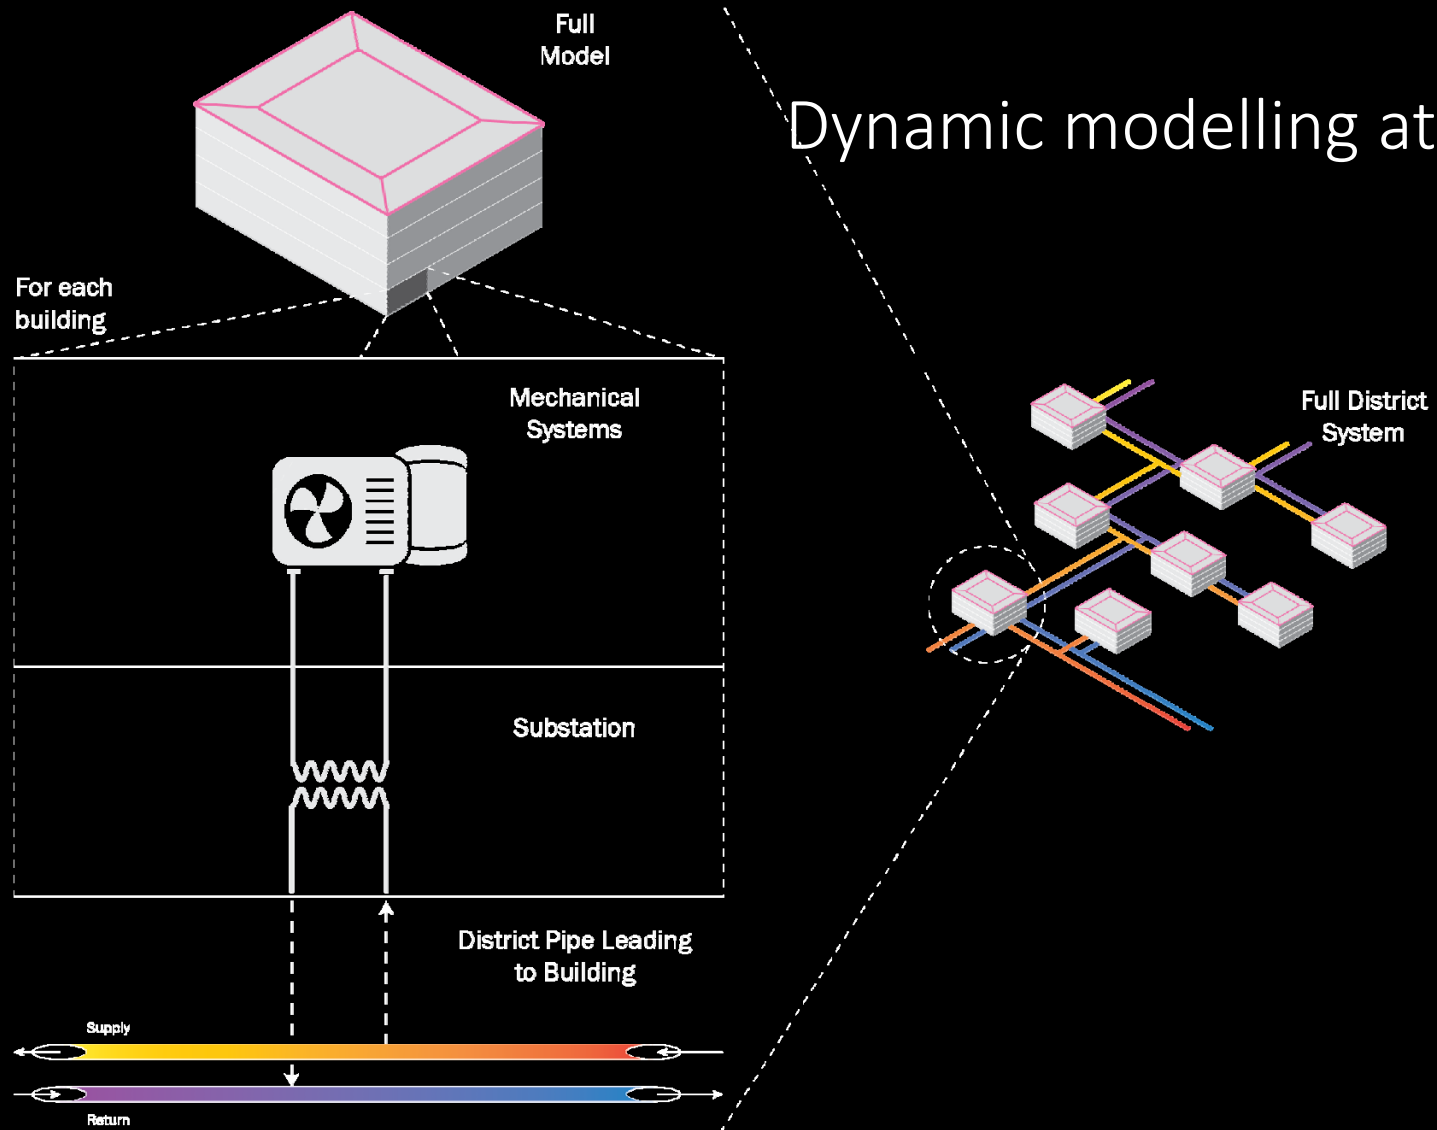 Full
Model
Dynamic modelling at
For each
building
Mechanical
Systems
Full District
System
Substation
District Pipe Leading
to Building
Supply
Return